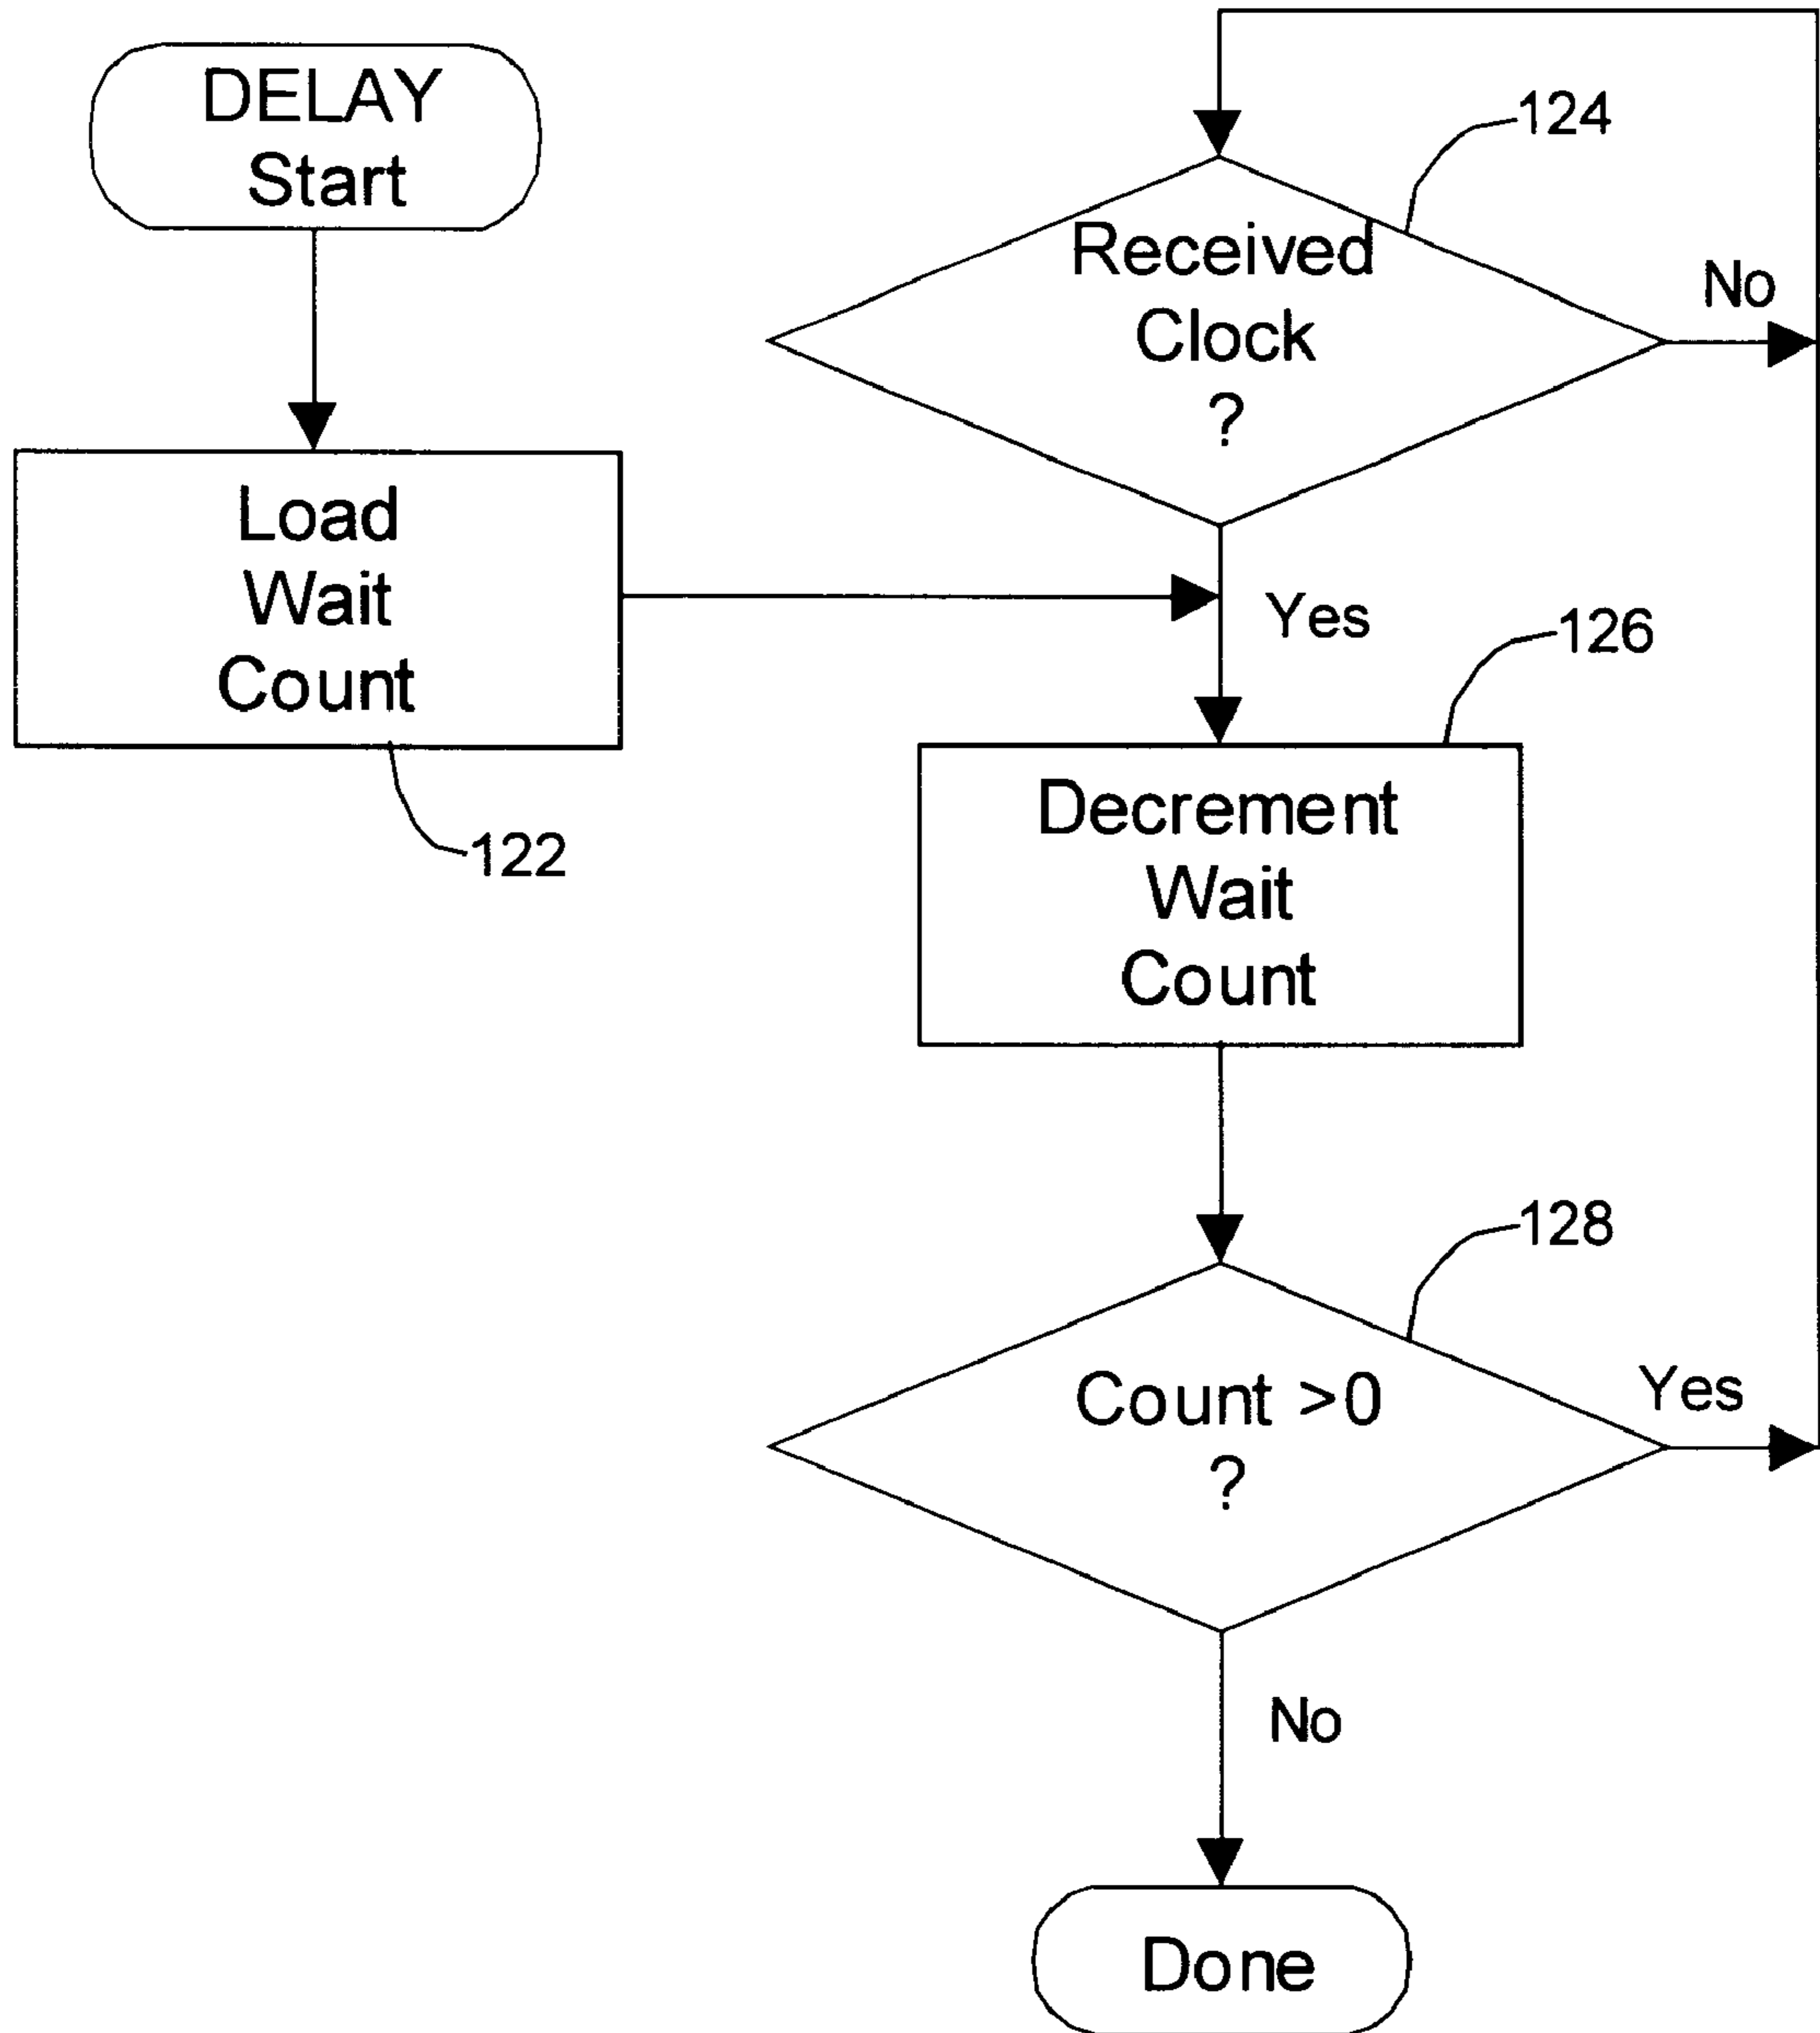 DELAY
Start
Load
Wait
Count
122
Received
Clock
?
124
No
Yes
126
Decrement
Wait
Count
128
Count >0
?
Yes
No
Done